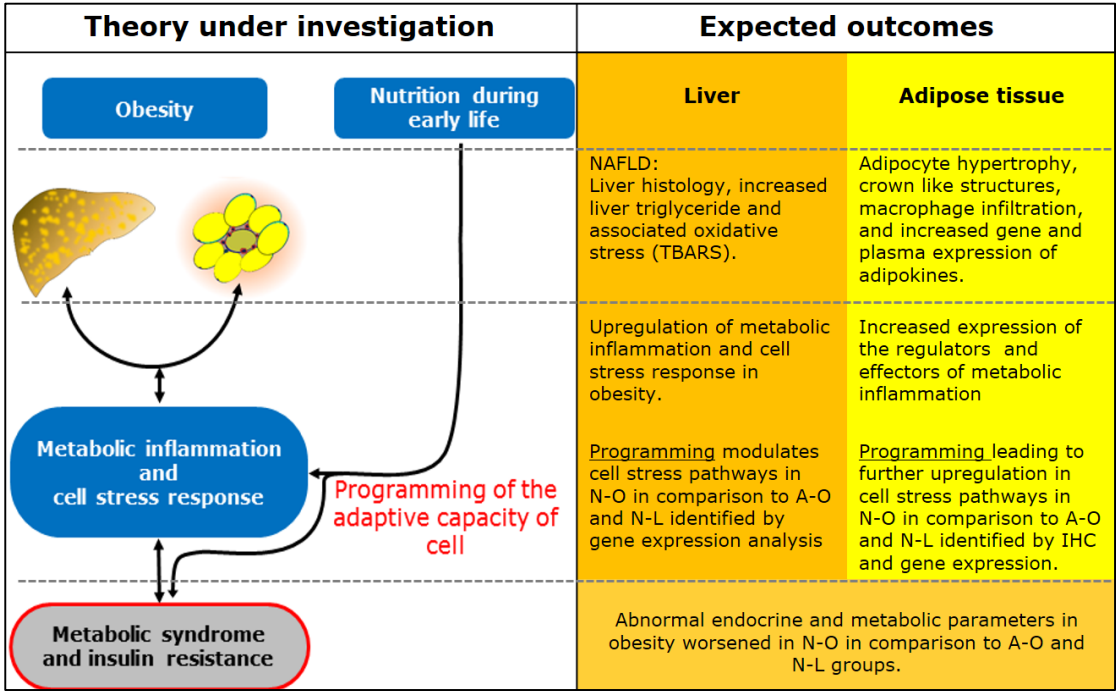 Theory under investigation
Expected outcomes
Obesity
Nutrition during
early life
Liver
Adipose tissue
NAFLD:
Liver histology, increased
liver triglyceride and
associated oxidative
stress (TBARS).
Adipocyte hypertrophy,
crown like structures,
macrophage infiltration,
and increased gene and
plasma expression of
adipokines.
Upregulation of metabolic
inflammation and cell
stress response in
obesity.
Increased expression of
the regulators and
effectors of metabolic
inflammation
Metabolic inflammation
and
cell stress response
Programming of the
adaptive capacity of
cell
Programming modulates
cell stress pathways in
N-O in comparison to A-O
and N-L identified by
gene expression analysis
Programming leading to
further upregulation in
cell stress pathways in
N-O in comparison to A-O
and N-L identified by IHC
and gene expression.
Metabolic syndrome
and insulin resistance
Abnormal endocrine and metabolic parameters in
obesity worsened in N-O in comparison to A-O and
N-L groups.